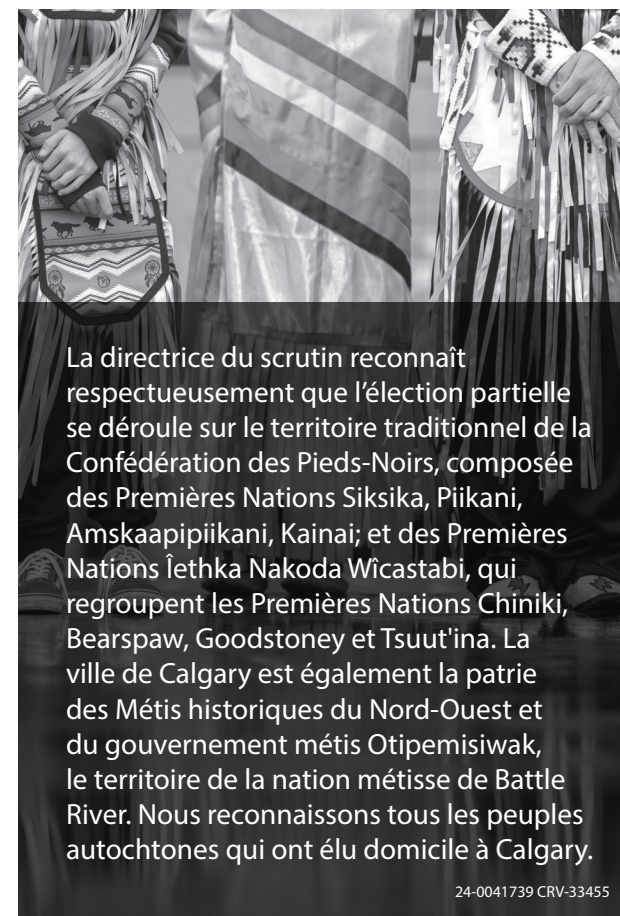 La directrice du scrutin reconnaît
respectueusement que l’élection partielle
se déroule sur le territoire traditionnel de la
Confédération des Pieds-Noirs, composée
des Premières Nations Siksika, Piikani,
Amskaapipiikani, Kainai; et des Premières
Nations Îethka Nakoda Wîcastabi, qui
regroupent les Premières Nations Chiniki,
Bearspaw, Goodstoney et Tsuut'ina. La
ville de Calgary est également la patrie
des Métis historiques du Nord-Ouest et
du gouvernement métis Otipemisiwak,
le territoire de la nation métisse de Battle
River. Nous reconnaissons tous les peuples
autochtones qui ont élu domicile à Calgary.
24-0041739 CRV-33455